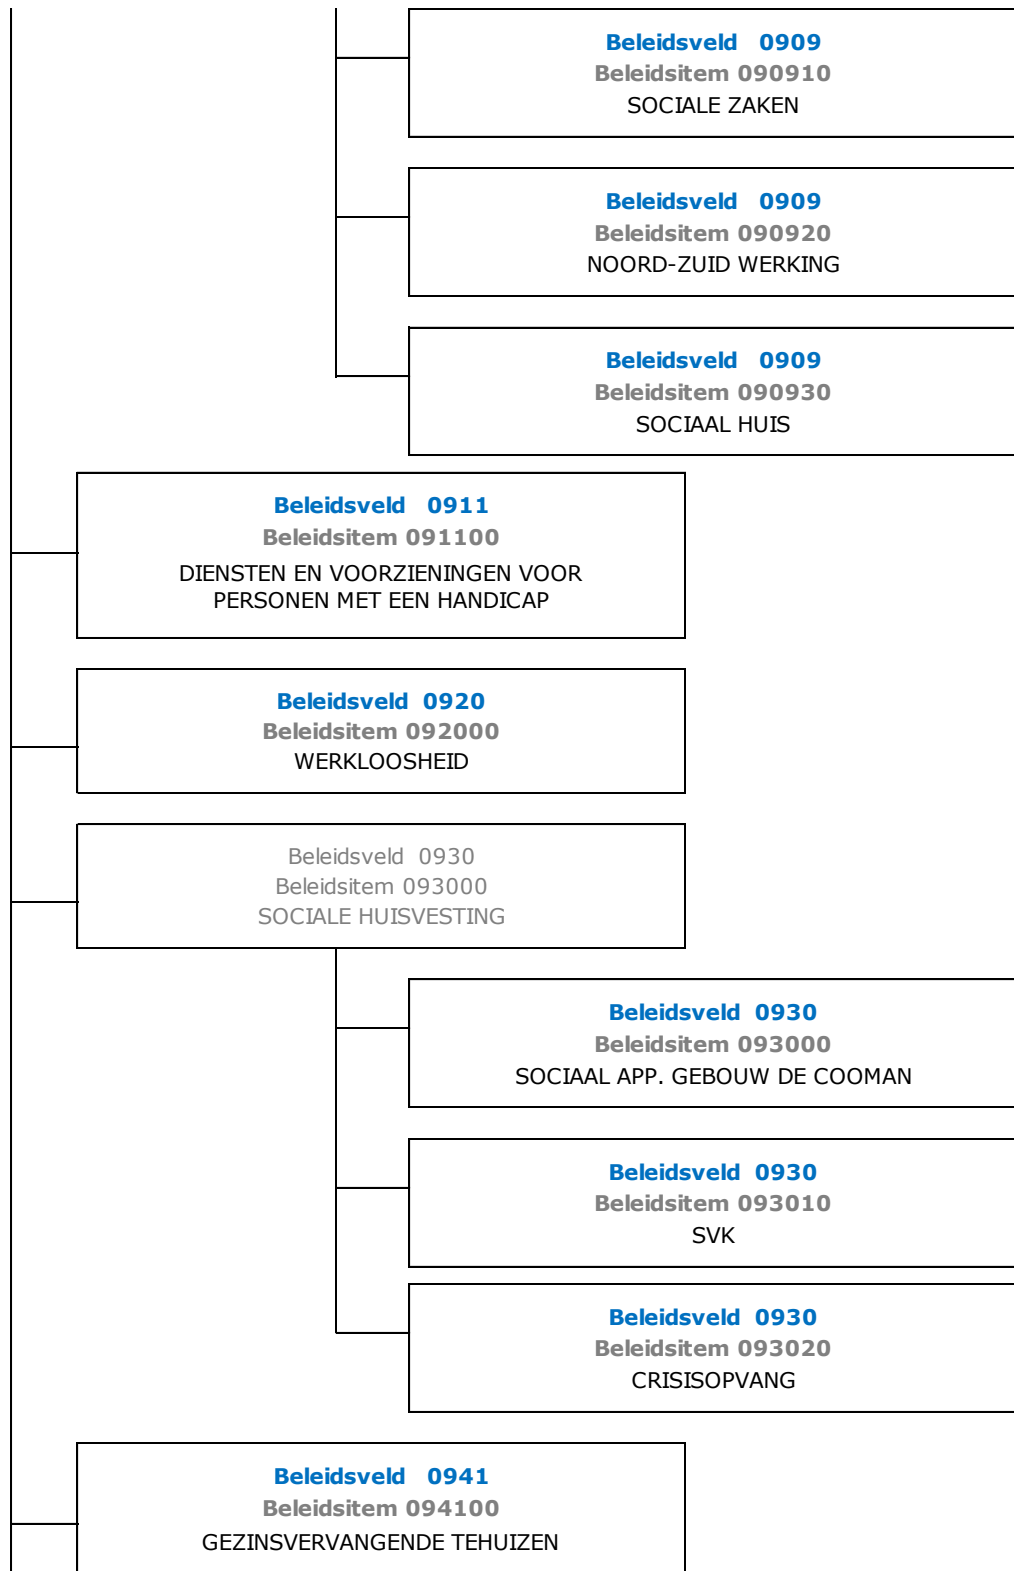 Beleidsveld 0909
Beleidsitem 090910
SOCIALE ZAKEN
Beleidsveld 0909
Beleidsitem 090920
NOORD-ZUID WERKING
Beleidsveld 0909
Beleidsitem 090930
SOCIAAL HUIS
Beleidsveld 0911
Beleidsitem 091100
DIENSTEN EN VOORZIENINGEN VOOR
PERSONEN MET EEN HANDICAP
Beleidsveld 0920
Beleidsitem 092000
WERKLOOSHEID
Beleidsveld 0930
Beleidsitem 093000
SOCIALE HUISVESTING
Beleidsveld 0930
Beleidsitem 093000
SOCIAAL APP. GEBOUW DE COOMAN
Beleidsveld 0930
Beleidsitem 093010
SVK
Beleidsveld 0930
Beleidsitem 093020
CRISISOPVANG
Beleidsveld 0941
Beleidsitem 094100
GEZINSVERVANGENDE TEHUIZEN